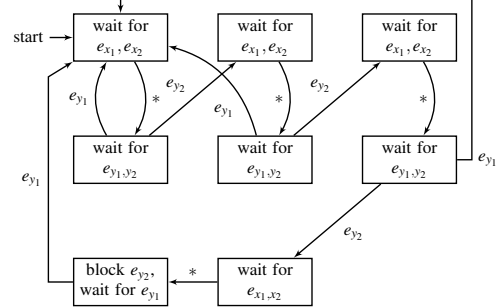 start
wait for
e_{x_1}, e_{x_2}
wait for
e_{x_1}, e_{x_2}
wait for
e_{x_1}, e_{x_2}
e_{y_1}
*
e_{y_2}
e_{y_1}
*
e_{y_2}
*
wait for
e_{y_1,y_2}
wait for
e_{y_1,y_2}
wait for
e_{y_1,y_2}
e_{y_1}
e_{y_1}
e_{y_2}
block e_{y_2},
wait for e_{y_1}
*
wait for
e_{x_1,x_2}